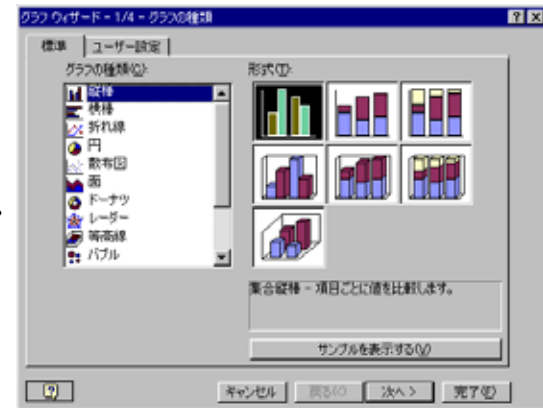 グラフ ウィザード - 1/4 - グラフの種類
標準 ユーザー設定
グラフの種類(C):
縦棒
横棒
折れ線
円
散布図
面
ドーナツ
レーダー
等高線
バブル
形式(T):
集合縦棒 - 項目ごとに値を比較します。
サンプルを表示する(V)
キャンセル 戻る(B) 次へ > 完了(F)